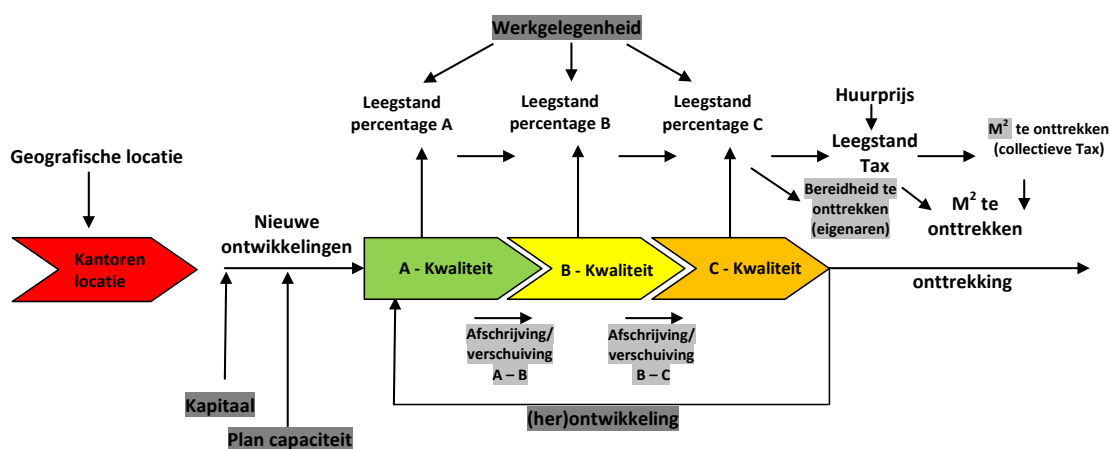 Werkgelegenheid
Leegstand
percentage A
Leegstand
percentage B
Leegstand
percentage C
Huurprijs
Leegstand
Tax
M² te onttrekken
(collectieve Tax)
Geografische locatie
Bereidheid te
onttrekken
(eigenaren)
M² te
onttrekken
Nieuwe
ontwikkelingen
Kantoren
locatie
A - Kwaliteit
B - Kwaliteit
C - Kwaliteit
onttrekking
Afschrijving/
verschuiving
A – B
Afschrijving/
verschuiving
B – C
Kapitaal
(her)ontwikkeling
Plan capaciteit